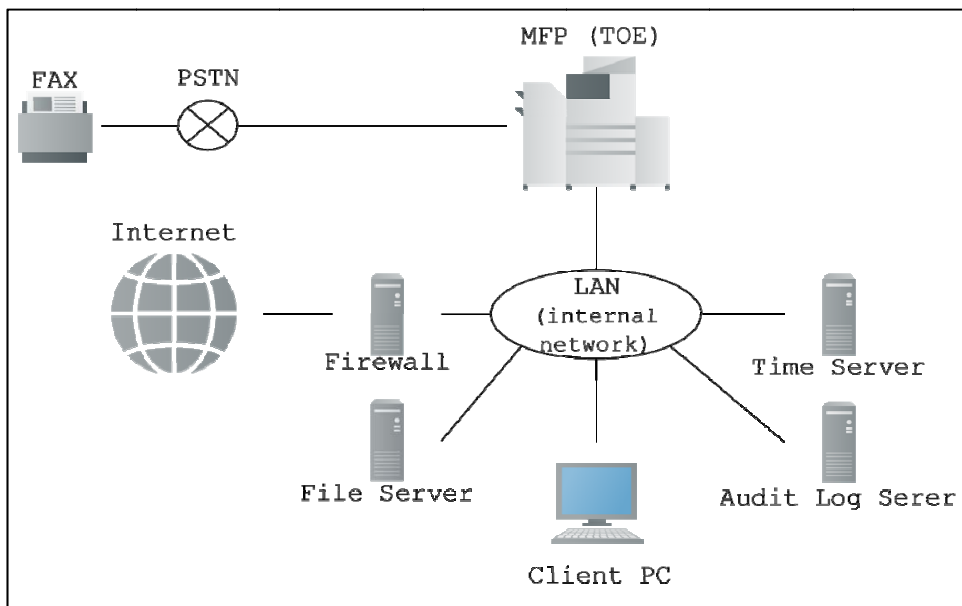 MFP (TOE)
FAX
PSTN
Internet
LAN
(internal
network)
Firewall
Time Server
File Server
Audit Log Serer
Client PC